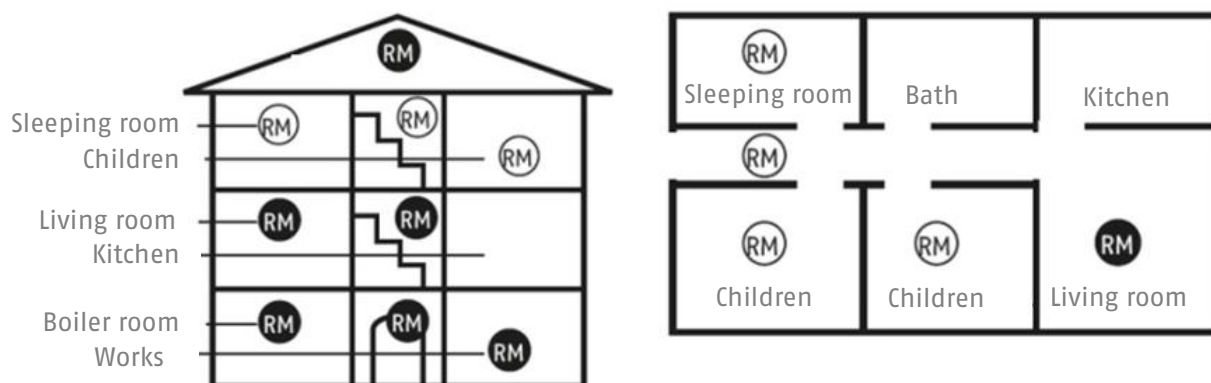 RM
Sleeping room
RM
RM
Children
RM
Living room
RM
RM
Kitchen
Boiler room
RM
RM
Works
RM
RM
Sleeping room
Bath
Kitchen
RM
RM
RM
RM
Children
Children
Living room